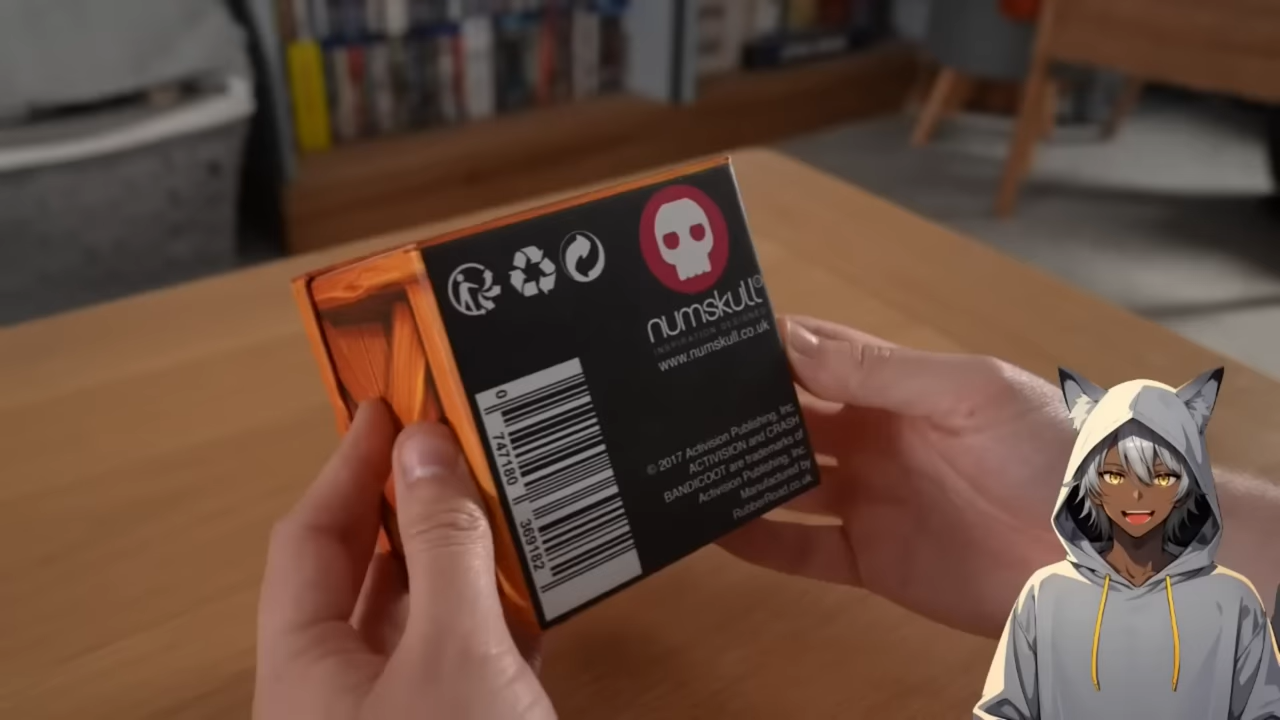 numskull®
INSPIRATION DESIGNED
www.numskull.co.uk
0 747180 369182
© 2017 Activision Publishing, Inc.
ACTIVISION and CRASH
BANDICOOT are trademarks of
Activision Publishing, Inc.
Manufactured by
RubberRoad.co.uk